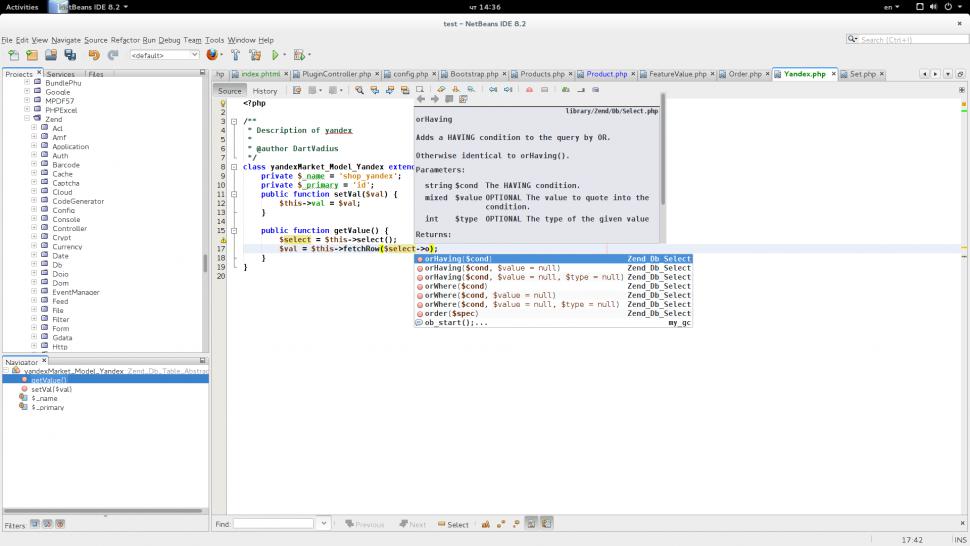 Activities
NetBeans IDE 8.2
чт 14:36
en
test - NetBeans IDE 8.2
File Edit View Navigate Source Refactor Run Debug Team Tools Window Help
Search (Ctrl+I)
<default>
Projects Services Files
BundlePhu
Google
MPDF57
PHPExcel
Zend
Acl
Amf
Application
Auth
Barcode
Cache
Captcha
Cloud
CodeGenerator
Config
Console
Controller
Crypt
Currency
Date
Db
Dojo
Dom
EventManager
Feed
File
Filter
Form
Gdata
Http
Navigator
yandexMarket_Model_Yandex Zend_Db_Table_Abstrac
getValue()
setVal($val)
$_name
$_primary
Filters:
hp index.phtml PluginController.php config.php Bootstrap.php Products.php Product.php FeatureValue.php Order.php Yandex.php Set.php
Source History
1 <?php
2
3 /**
4 * Description of yandex
5 *
6 * @author DartVadius
7 */
8 class yandexMarket_Model_Yandex exten
9 private $_name = 'shop_yandex';
10 private $_primary = 'id';
11 public function setVal($val) {
12 $this->val = $val;
13 }
14
15 public function getValue() {
$select = $this->select();
17 $val = $this->fetchRow($select->o);
18 }
19 }
20
library/Zend/Db/Select.php
orHaving
Adds a HAVING condition to the query by OR.
Otherwise identical to orHaving().
Parameters:
string $cond The HAVING condition.
mixed $value OPTIONAL The value to quote into the
condition.
int $type OPTIONAL The type of the given value
Returns:
orHaving($cond) Zend_Db_Select
orHaving($cond, $value = null) Zend_Db_Select
orHaving($cond, $value = null, $type = null) Zend_Db_Select
orWhere($cond) Zend_Db_Select
orWhere($cond, $value = null) Zend_Db_Select
orWhere($cond, $value = null, $type = null) Zend_Db_Select
order($spec) Zend_Db_Select
ob_start();... my_gc
Find: Previous Next Select
17:42 INS